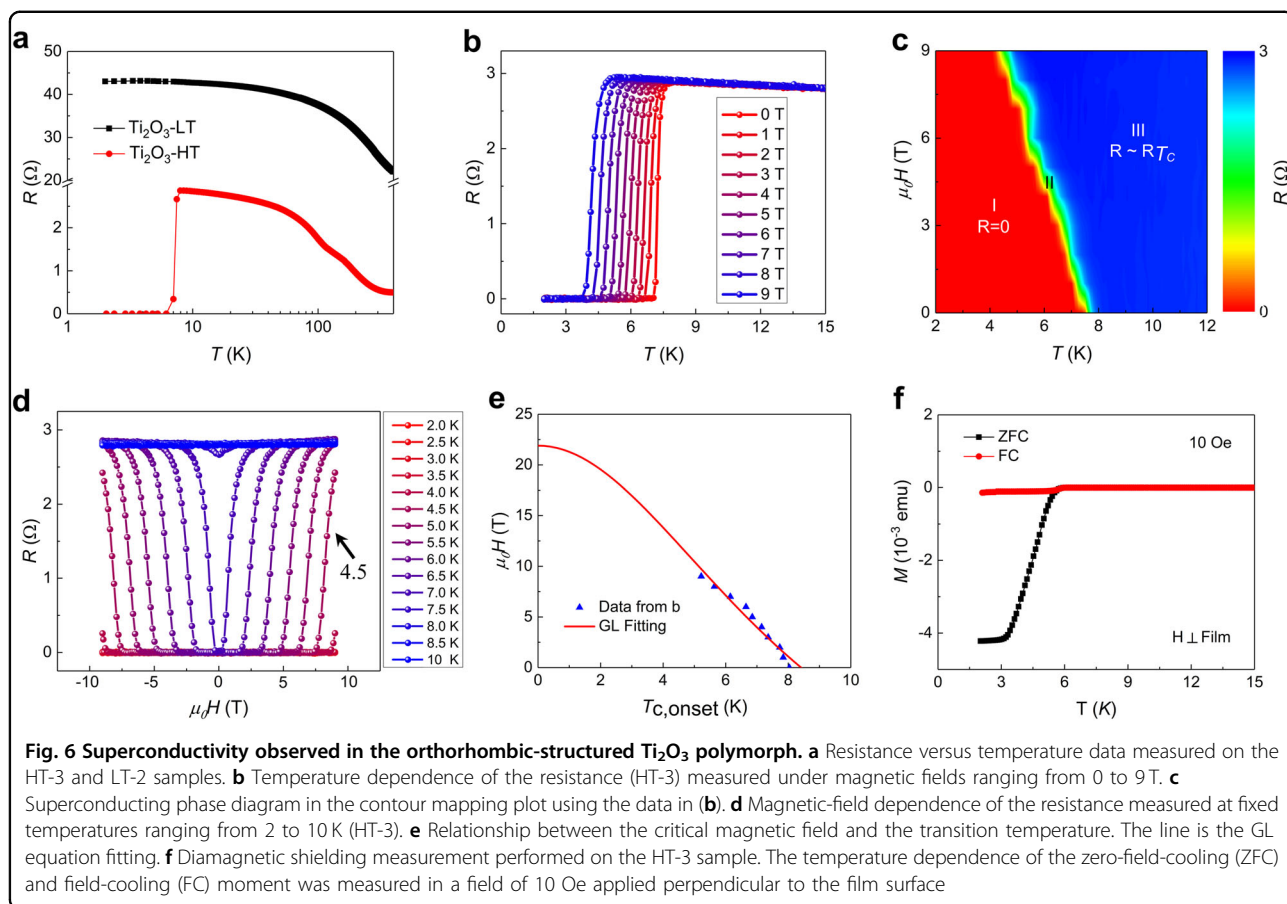 a
50
40
30
20
2
1
0
R (Ω)
Ti₂O₃-LT
Ti₂O₃-HT
1
10
100
T (K)
b
3
2
1
0
R (Ω)
0 T
1 T
2 T
3 T
4 T
5 T
6 T
7 T
8 T
9 T
0
3
6
9
12
15
T (K)
c
9
6
3
0
μ₀H (T)
I
R=0
II
III
R ~ R_Tc
2
4
6
8
10
12
T (K)
3
0
R (Ω)
d
3
2
1
0
R (Ω)
4.5
-10
-5
0
5
10
μ₀H (T)
2.0 K
2.5 K
3.0 K
3.5 K
4.0 K
4.5 K
5.0 K
5.5 K
6.0 K
6.5 K
7.0 K
7.5 K
8.0 K
8.5 K
10 K
e
25
20
15
10
5
0
μ₀H (T)
Data from b
GL Fitting
0
2
4
6
8
10
Tc,onset (K)
f
2
0
-2
-4
M (10⁻³ emu)
ZFC
FC
10 Oe
H ⊥ Film
0
3
6
9
12
15
T (K)
Fig. 6 Superconductivity observed in the orthorhombic-structured Ti₂O₃ polymorph. a Resistance versus temperature data measured on the
HT-3 and LT-2 samples. b Temperature dependence of the resistance (HT-3) measured under magnetic fields ranging from 0 to 9 T. c
Superconducting phase diagram in the contour mapping plot using the data in (b). d Magnetic-field dependence of the resistance measured at fixed
temperatures ranging from 2 to 10 K (HT-3). e Relationship between the critical magnetic field and the transition temperature. The line is the GL
equation fitting. f Diamagnetic shielding measurement performed on the HT-3 sample. The temperature dependence of the zero-field-cooling (ZFC)
and field-cooling (FC) moment was measured in a field of 10 Oe applied perpendicular to the film surface